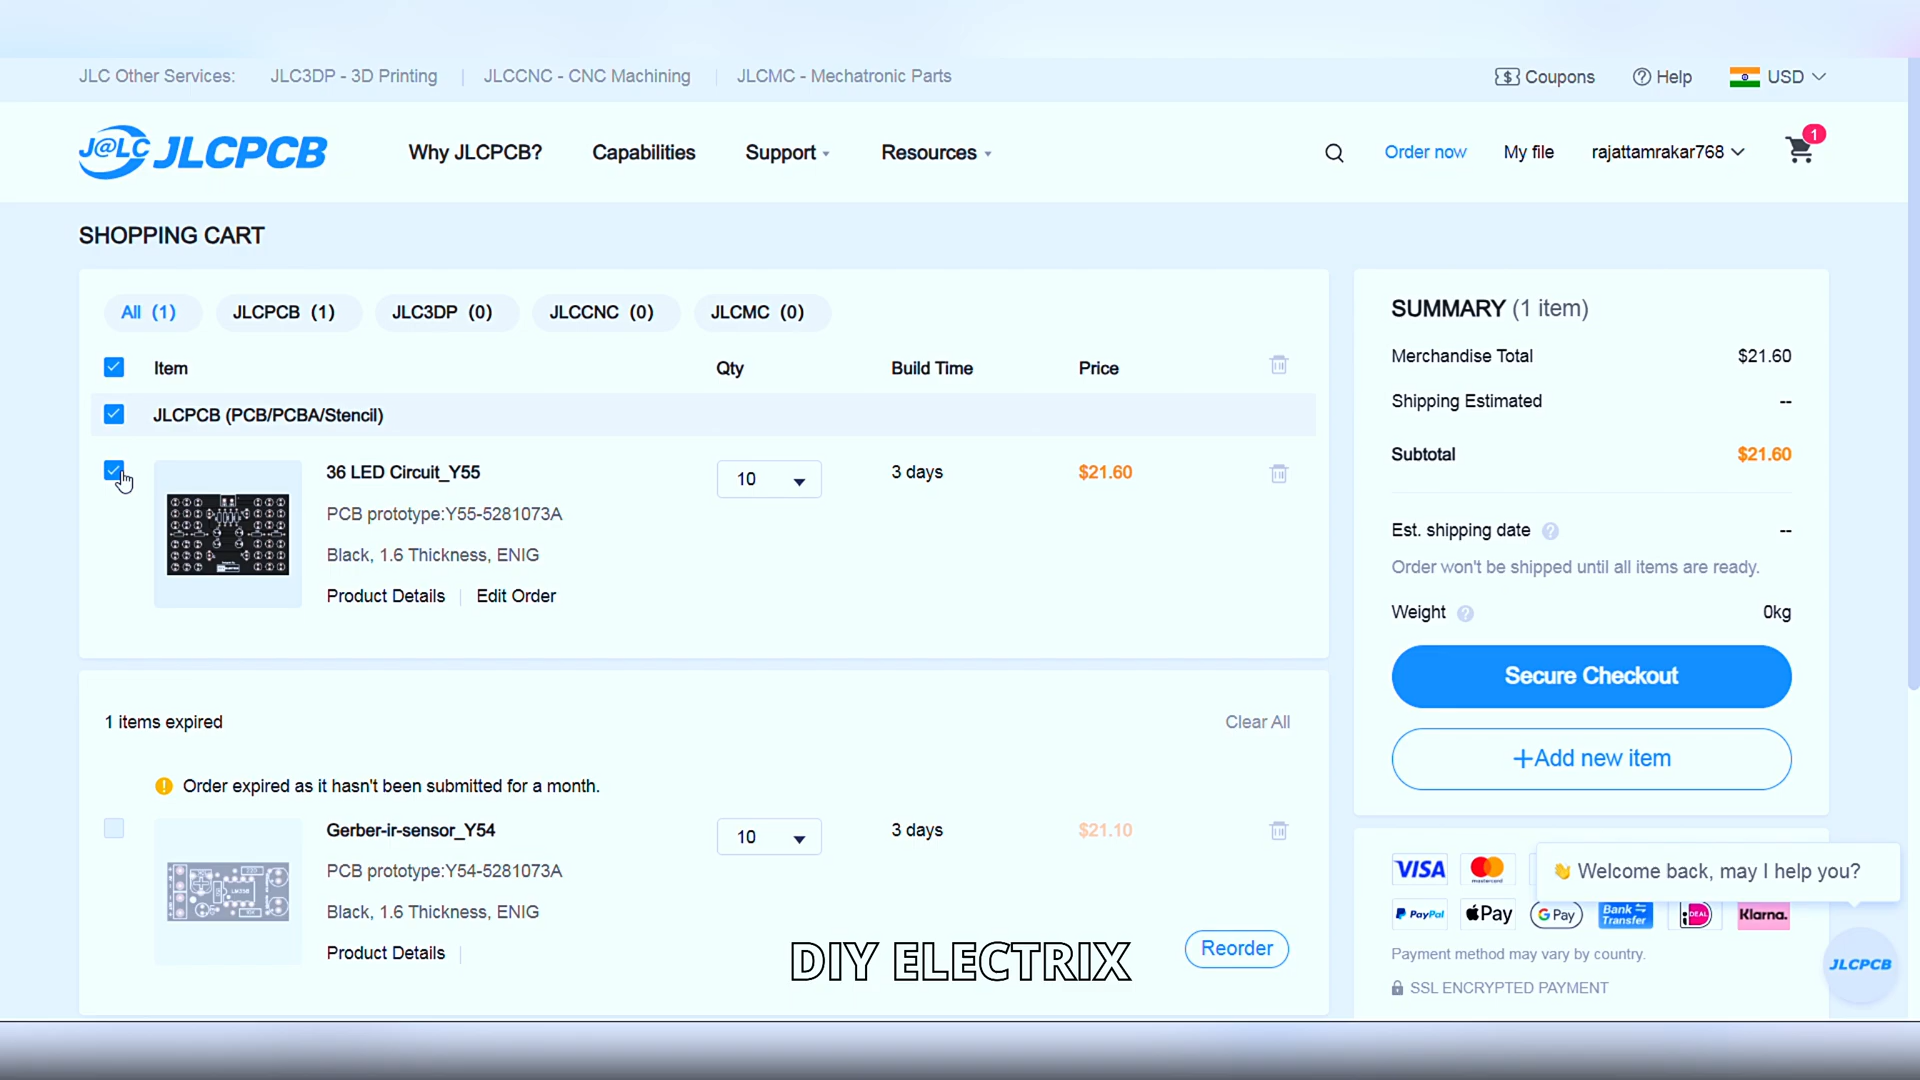 JLC Other Services: JLC3DP - 3D Printing | JLCCNC - CNC Machining | JLCMC - Mechatronic Parts
Coupons Help USD
J@LC JLCPCB Why JLCPCB? Capabilities Support Resources Order now My file rajattamrakar768 1
SHOPPING CART
All (1) JLCPCB (1) JLC3DP (0) JLCCNC (0) JLCMC (0)
Item Qty Build Time Price
JLCPCB (PCB/PCBA/Stencil)
36 LED Circuit_Y55 10 3 days $21.60
PCB prototype:Y55-5281073A
Black, 1.6 Thickness, ENIG
Product Details | Edit Order
1 items expired Clear All
Order expired as it hasn't been submitted for a month.
Gerber-ir-sensor_Y54 10 3 days $21.10
PCB prototype:Y54-5281073A
Black, 1.6 Thickness, ENIG
Product Details |
Reorder
DIY ELECTRIX
SUMMARY (1 item)
Merchandise Total $21.60
Shipping Estimated --
Subtotal $21.60
Est. shipping date --
Order won't be shipped until all items are ready.
Weight 0kg
Secure Checkout
+Add new item
VISA mastercard
👋 Welcome back, may I help you?
PayPal Pay G Pay Bank Transfer iDEAL Klarna.
Payment method may vary by country.
SSL ENCRYPTED PAYMENT
JLCPCB